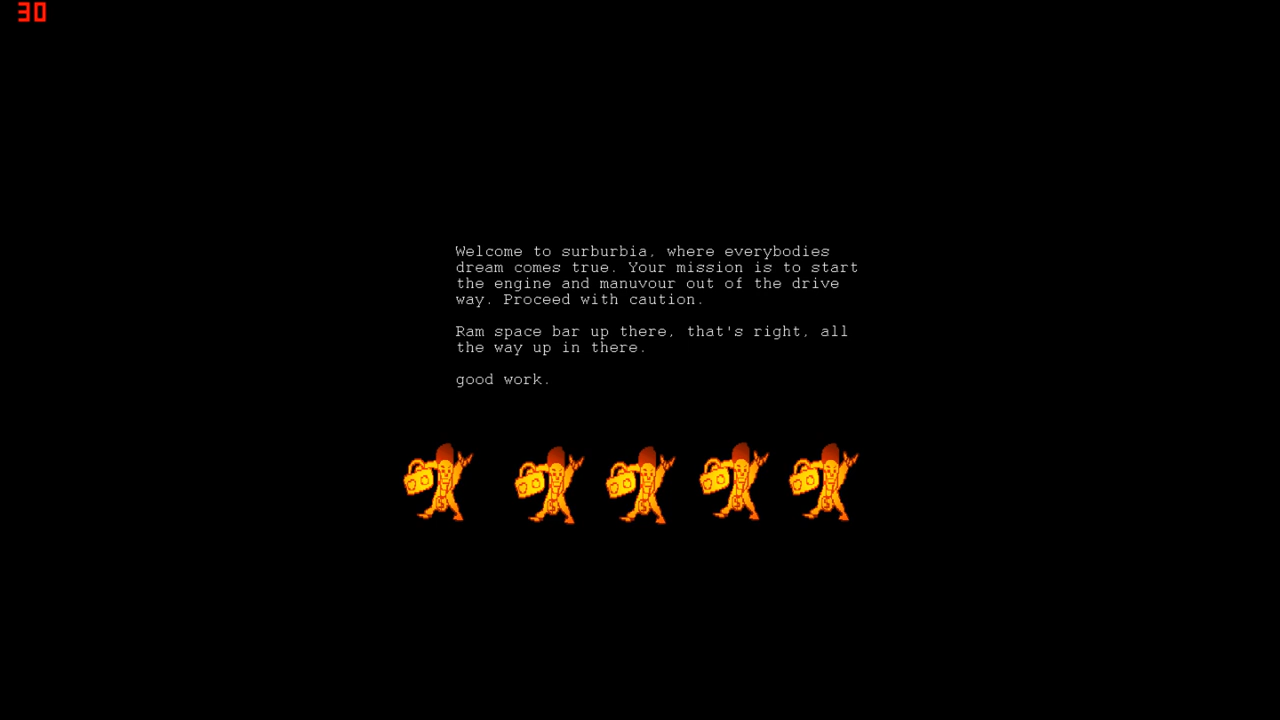 30
Welcome to surburbia, where everybodies
dream comes true. Your mission is to start
the engine and manuvour out of the drive
way. Proceed with caution.
Ram space bar up there, that's right, all
the way up in there.
good work.